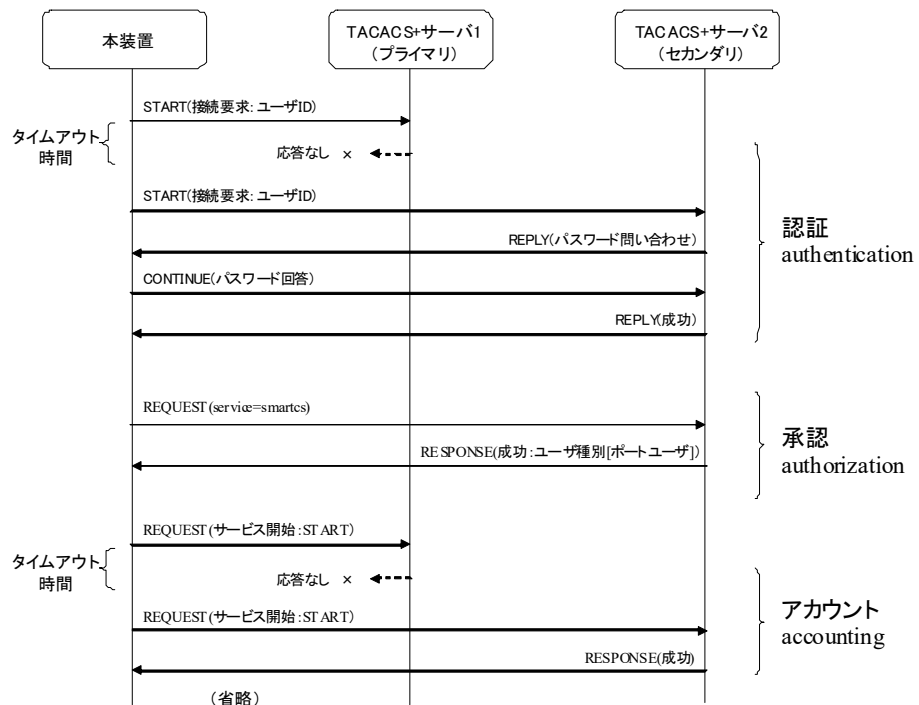 本装置
TACACS+サーバ1
（プライマリ）
TACACS+サーバ2
（セカンダリ）
START(接続要求: ユーザID)
タイムアウト
時間
応答なし ×
START(接続要求: ユーザID)
REPLY(パスワード問い合わせ)
認証
authentication
CONTINUE(パスワード回答)
REPLY(成功)
REQUEST(service=smartcs)
RESPONSE(成功:ユーザ種別[ポートユーザ])
承認
authorization
REQUEST(サービス開始:START)
タイムアウト
時間
応答なし ×
REQUEST(サービス開始:START)
アカウント
accounting
RESPONSE(成功)
（省略）